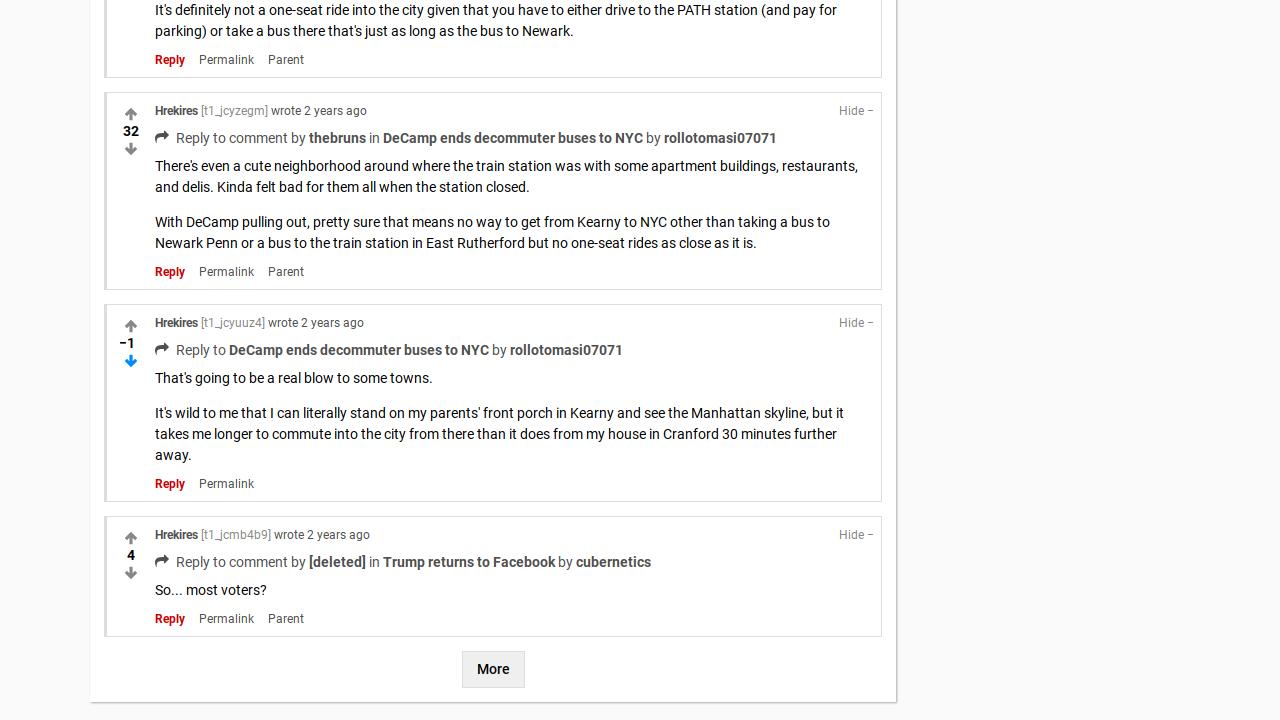 It's definitely not a one-seat ride into the city given that you have to either drive to the PATH station (and pay for
parking) or take a bus there that's just as long as the bus to Newark.
Reply Permalink Parent
Hrekires [t1_jcyzegm] wrote 2 years ago Hide −
32
Reply to comment by thebruns in DeCamp ends decommuter buses to NYC by rollotomasi07071
There's even a cute neighborhood around where the train station was with some apartment buildings, restaurants,
and delis. Kinda felt bad for them all when the station closed.
With DeCamp pulling out, pretty sure that means no way to get from Kearny to NYC other than taking a bus to
Newark Penn or a bus to the train station in East Rutherford but no one-seat rides as close as it is.
Reply Permalink Parent
Hrekires [t1_jcyuuz4] wrote 2 years ago Hide −
−1
Reply to DeCamp ends decommuter buses to NYC by rollotomasi07071
That's going to be a real blow to some towns.
It's wild to me that I can literally stand on my parents' front porch in Kearny and see the Manhattan skyline, but it
takes me longer to commute into the city from there than it does from my house in Cranford 30 minutes further
away.
Reply Permalink
Hrekires [t1_jcmb4b9] wrote 2 years ago Hide −
4
Reply to comment by [deleted] in Trump returns to Facebook by cubernetics
So... most voters?
Reply Permalink Parent
More